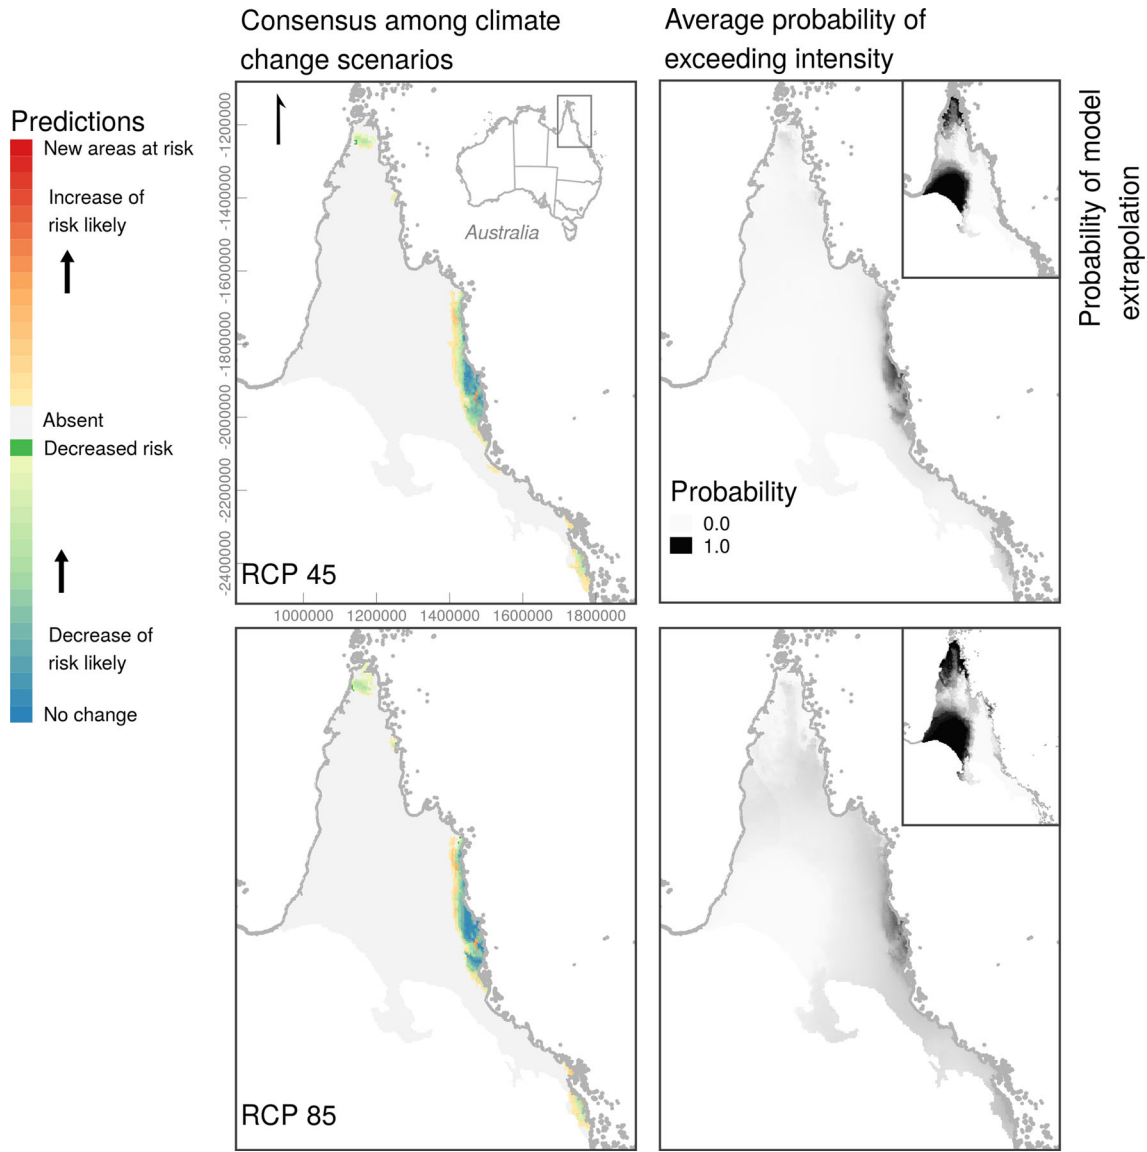 Consensus among climate
change scenarios
Average probability of
exceeding intensity
Predictions
New areas at risk
Increase of
risk likely
Absent
Decreased risk
Decrease of
risk likely
No change
-1200000
-1400000
-1600000
-1800000
-2000000
-2200000
-2400000
Australia
RCP 45
1000000
1200000
1400000
1600000
1800000
Probability
0.0
1.0
Probability of model
extrapolation
RCP 85